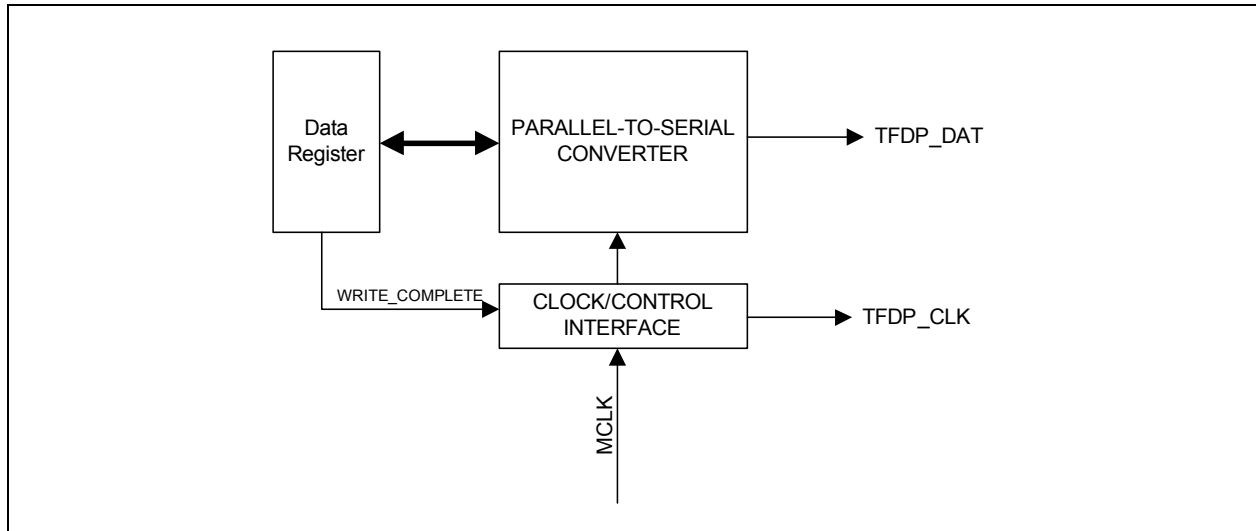 Data
Register
PARALLEL-TO-SERIAL
CONVERTER
TFDP_DAT
WRITE_COMPLETE
CLOCK/CONTROL
INTERFACE
TFDP_CLK
MCLK